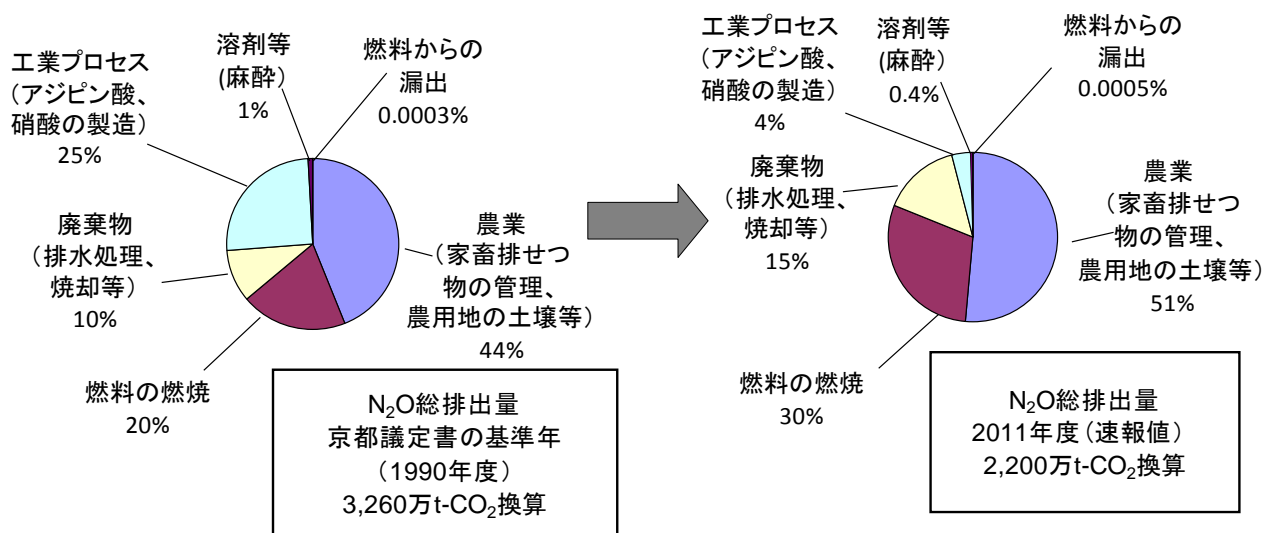 工業プロセス
（アジピン酸、
硝酸の製造）
25%
溶剤等
(麻酔）
1%
燃料からの
漏出
0.0003%
廃棄物
（排水処理、
焼却等）
10%
農業
（家畜排せつ
物の管理、
農用地の土壌等）
44%
燃料の燃焼
20%
N₂O総排出量
京都議定書の基準年
（1990年度）
3,260万t-CO₂換算
工業プロセス
（アジピン酸、
硝酸の製造）
4%
溶剤等
(麻酔）
0.4%
燃料からの
漏出
0.0005%
廃棄物
（排水処理、
焼却等）
15%
農業
（家畜排せつ
物の管理、
農用地の土壌等）
51%
燃料の燃焼
30%
N₂O総排出量
2011年度（速報値）
2,200万t-CO₂換算